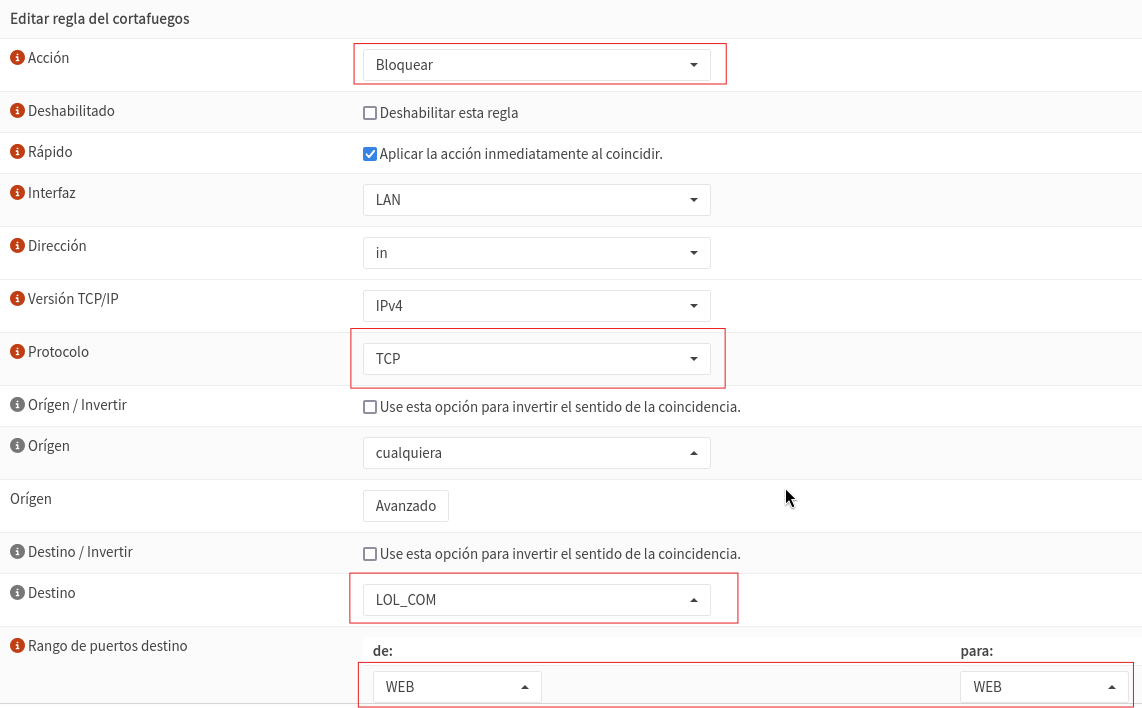 Editar regla del cortafuegos
Acción
Bloquear
Deshabilitado
Deshabilitar esta regla
Rápido
Aplicar la acción inmediatamente al coincidir.
Interfaz
LAN
Dirección
in
Versión TCP/IP
IPv4
Protocolo
TCP
Orígen / Invertir
Use esta opción para invertir el sentido de la coincidencia.
Orígen
cualquiera
Orígen
Avanzado
Destino / Invertir
Use esta opción para invertir el sentido de la coincidencia.
Destino
LOL_COM
Rango de puertos destino
de: para:
WEB WEB